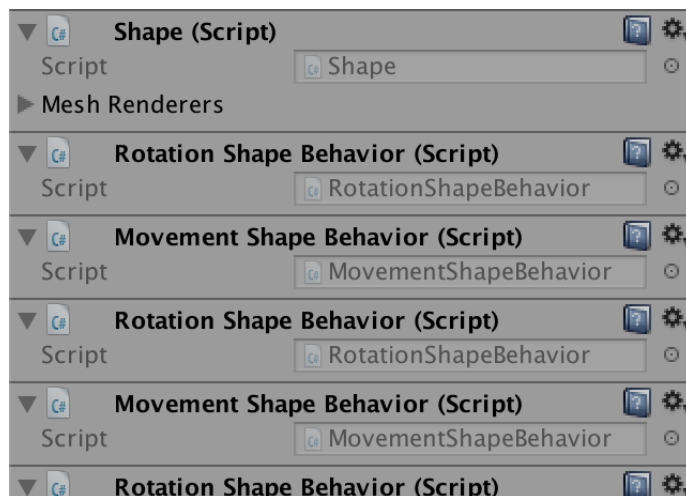 Shape (Script)
Script Shape
Mesh Renderers
Rotation Shape Behavior (Script)
Script RotationShapeBehavior
Movement Shape Behavior (Script)
Script MovementShapeBehavior
Rotation Shape Behavior (Script)
Script RotationShapeBehavior
Movement Shape Behavior (Script)
Script MovementShapeBehavior
Rotation Shape Behavior (Script)